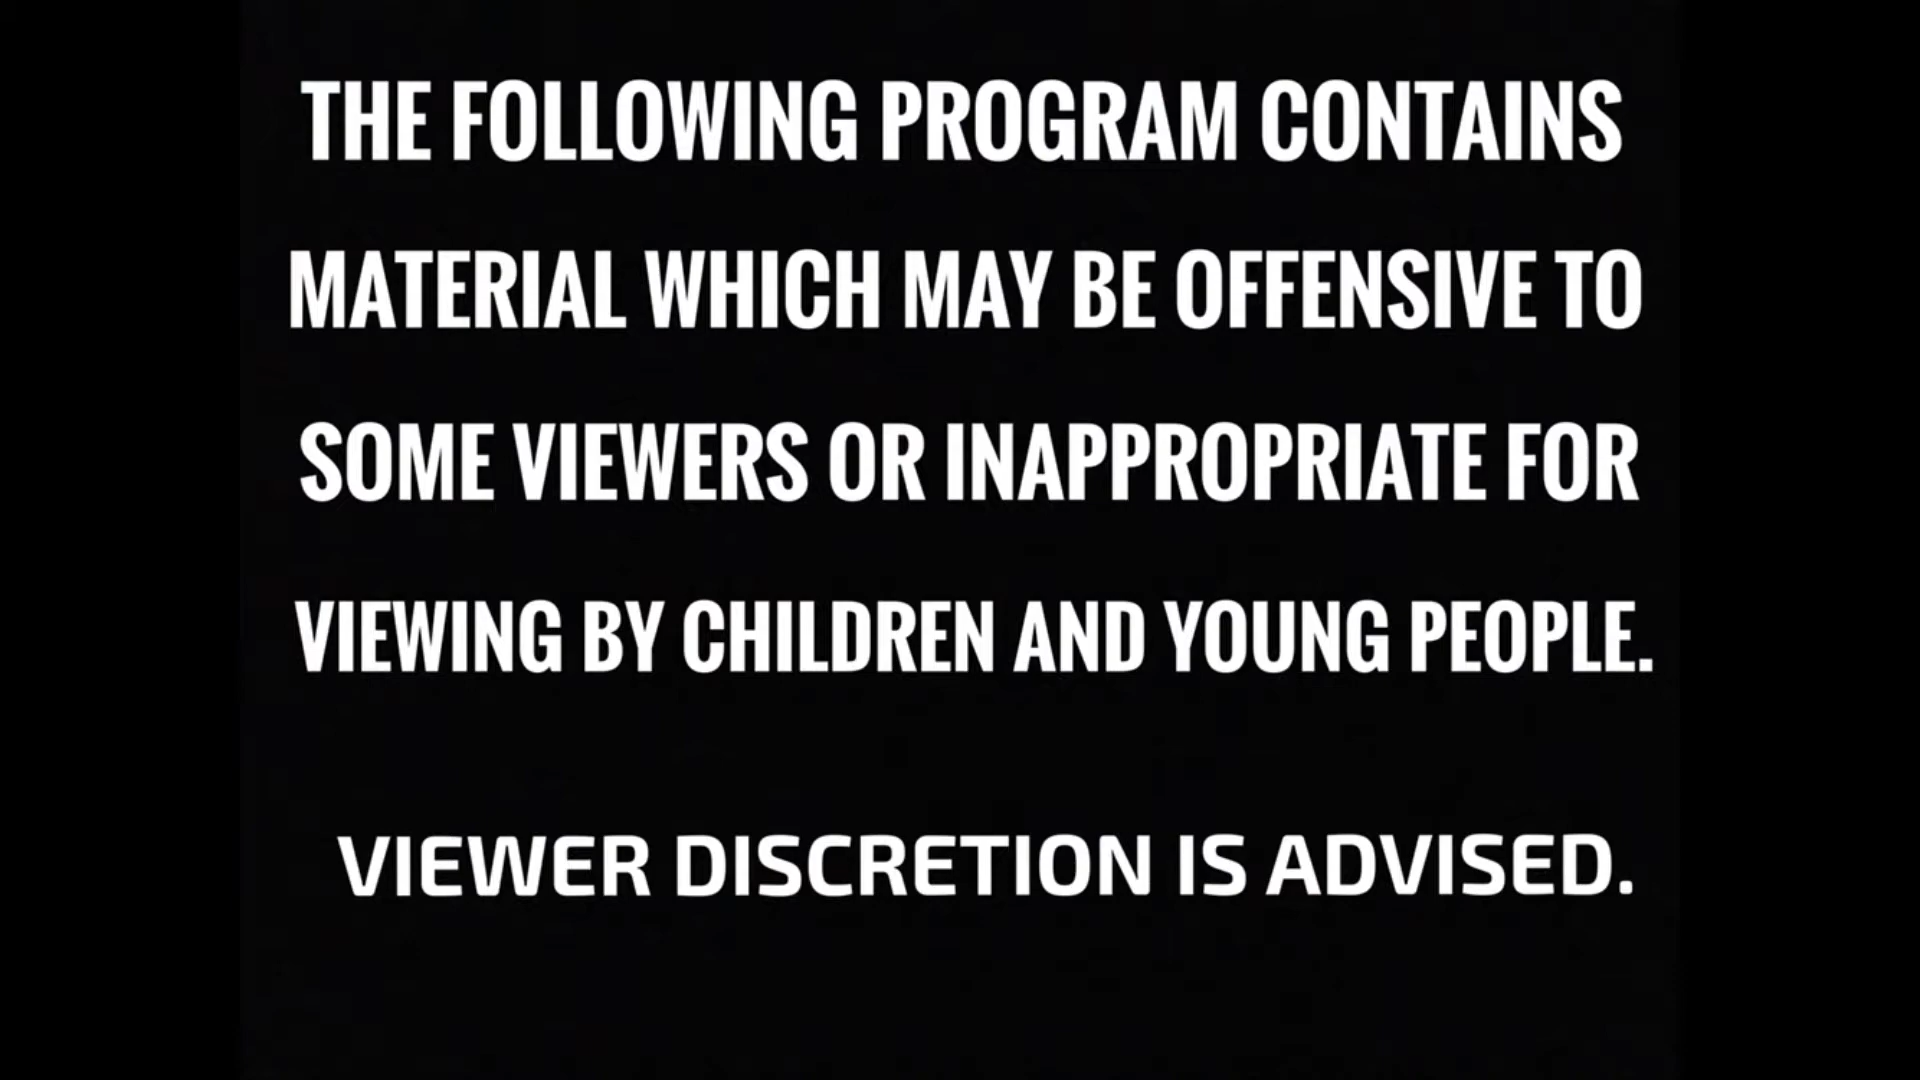 THE FOLLOWING PROGRAM CONTAINS
MATERIAL WHICH MAY BE OFFENSIVE TO
SOME VIEWERS OR INAPPROPRIATE FOR
VIEWING BY CHILDREN AND YOUNG PEOPLE.
VIEWER DISCRETION IS ADVISED.